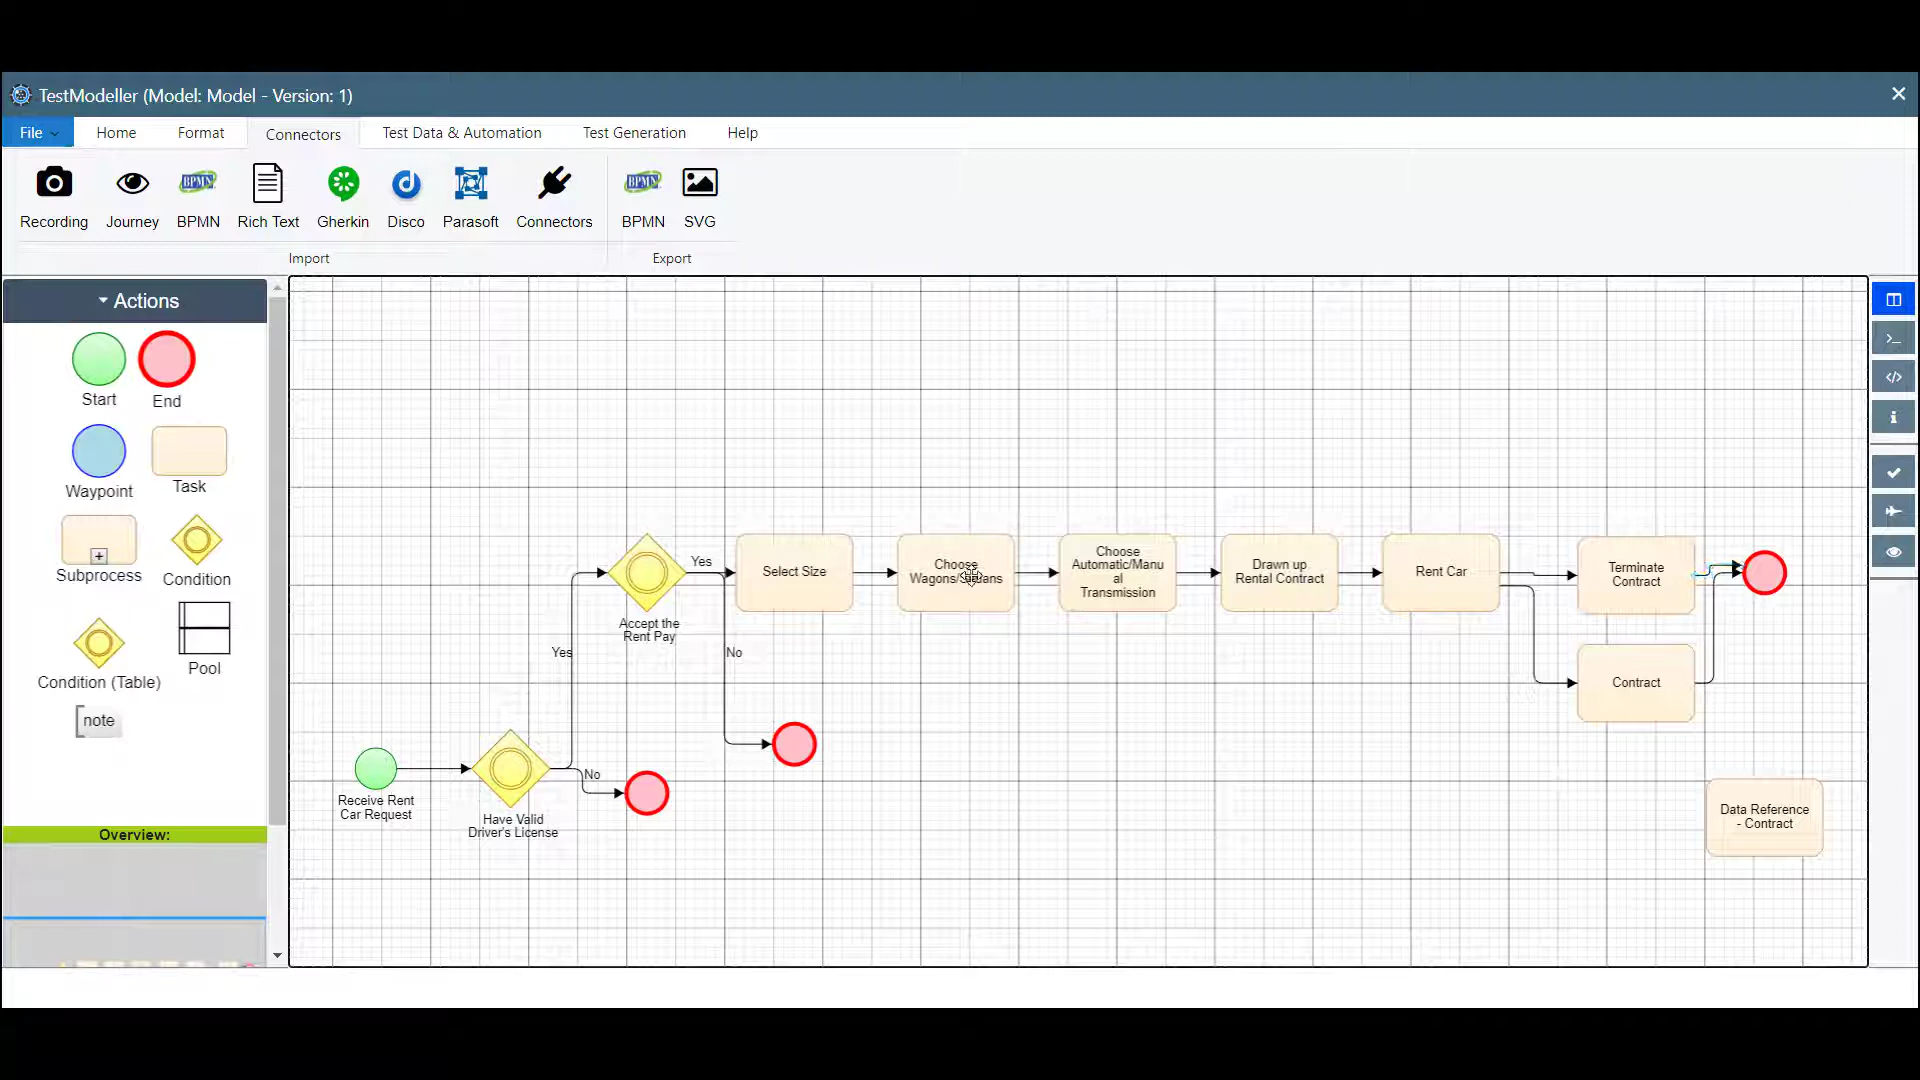 TestModeller (Model: Model - Version: 1)
File
Home
Format
Connectors
Test Data & Automation
Test Generation
Help
Recording
Journey
BPMN
BPMN
Rich Text
Gherkin
Disco
Parasoft
Connectors
BPMN
BPMN
SVG
Import
Export
Actions
Start
End
Waypoint
Task
Subprocess
Condition
Condition (Table)
Pool
note
Overview:
Receive Rent
Car Request
Have Valid
Driver's License
Yes
No
Accept the
Rent Pay
Yes
No
Select Size
Choose
Choose
Automatic/Manu
al
Transmission
Drawn up
Rental Contract
Rent Car
Terminate
Contract
Contract
Data Reference
- Contract